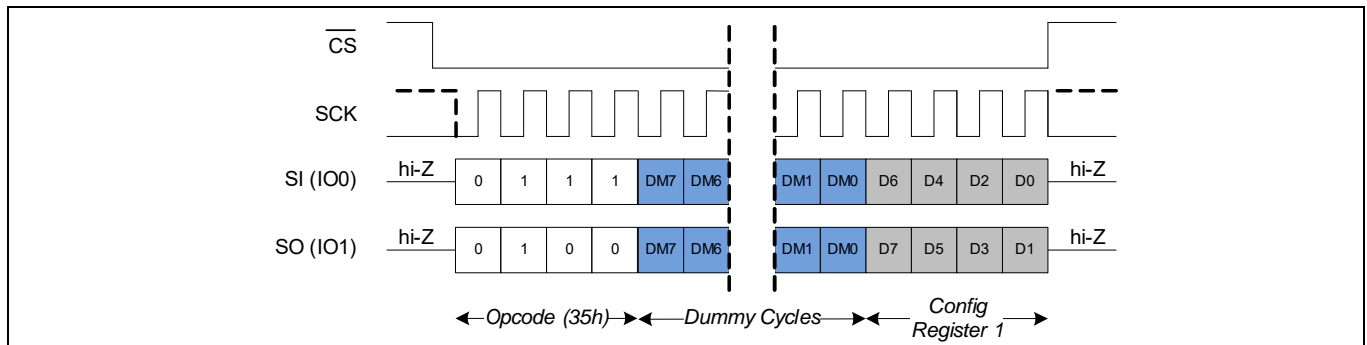 CS
SCK
SI (IO0) hi-Z 0 1 1 1 DM7 DM6 DM1 DM0 D6 D4 D2 D0 hi-Z
SO (IO1) hi-Z 0 1 0 0 DM7 DM6 DM1 DM0 D7 D5 D3 D1 hi-Z
Opcode (35h) Dummy Cycles Config
Register 1